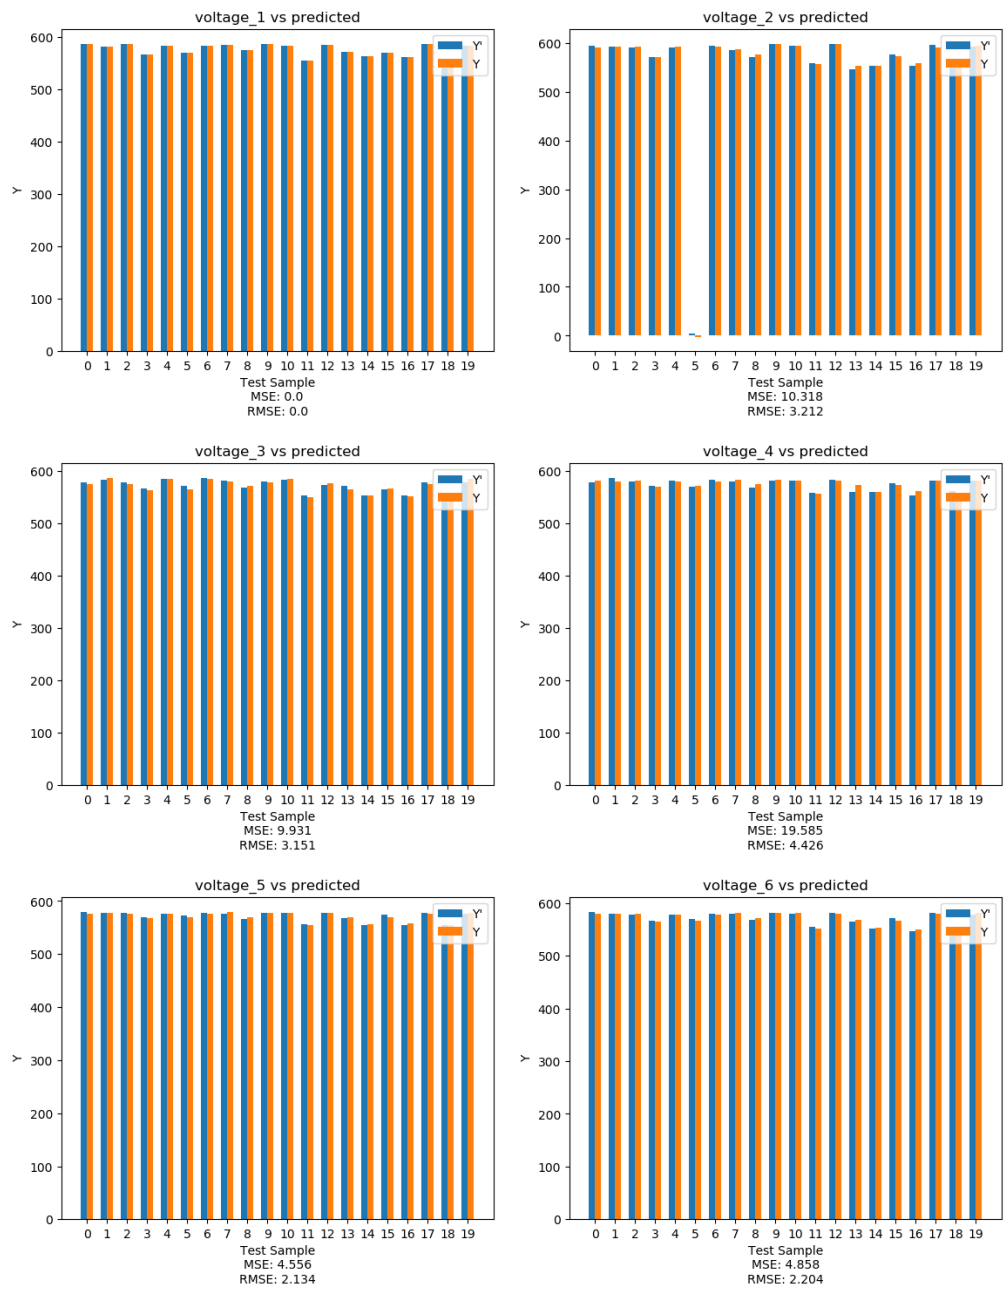 voltage_1 vs predicted
600
500
400
300
200
100
0
Y
Y'
Y
0 1 2 3 4 5 6 7 8 9 10 11 12 13 14 15 16 17 18 19
Test Sample
MSE: 0.0
RMSE: 0.0
voltage_2 vs predicted
600
500
400
300
200
100
0
Y
Y'
Y
0 1 2 3 4 5 6 7 8 9 10 11 12 13 14 15 16 17 18 19
Test Sample
MSE: 10.318
RMSE: 3.212
voltage_3 vs predicted
600
500
400
300
200
100
0
Y
Y'
Y
0 1 2 3 4 5 6 7 8 9 10 11 12 13 14 15 16 17 18 19
Test Sample
MSE: 9.931
RMSE: 3.151
voltage_4 vs predicted
600
500
400
300
200
100
0
Y
Y'
Y
0 1 2 3 4 5 6 7 8 9 10 11 12 13 14 15 16 17 18 19
Test Sample
MSE: 19.585
RMSE: 4.426
voltage_5 vs predicted
600
500
400
300
200
100
0
Y
Y'
Y
0 1 2 3 4 5 6 7 8 9 10 11 12 13 14 15 16 17 18 19
Test Sample
MSE: 4.556
RMSE: 2.134
voltage_6 vs predicted
600
500
400
300
200
100
0
Y
Y'
Y
0 1 2 3 4 5 6 7 8 9 10 11 12 13 14 15 16 17 18 19
Test Sample
MSE: 4.858
RMSE: 2.204